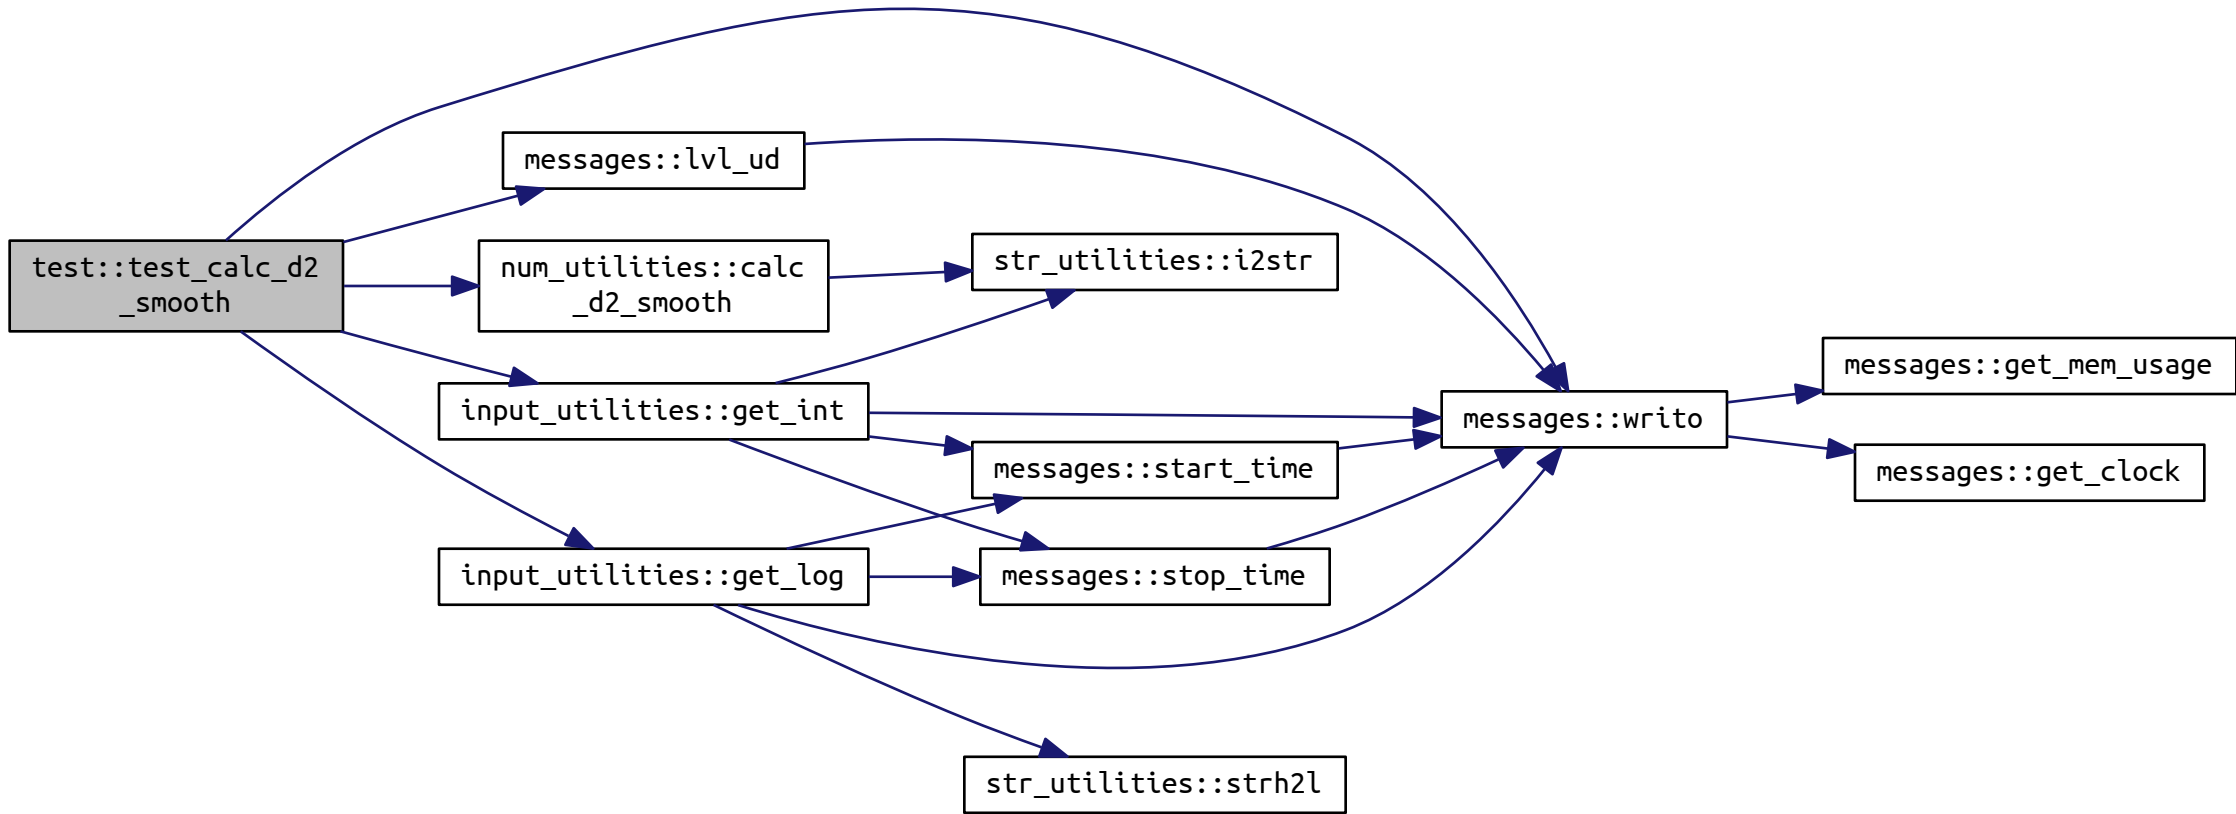 test::test_calc_d2
_smooth
messages::lvl_ud
num_utilities::calc
_d2_smooth
input_utilities::get_int
input_utilities::get_log
str_utilities::i2str
messages::start_time
messages::stop_time
str_utilities::strh2l
messages::writo
messages::get_mem_usage
messages::get_clock